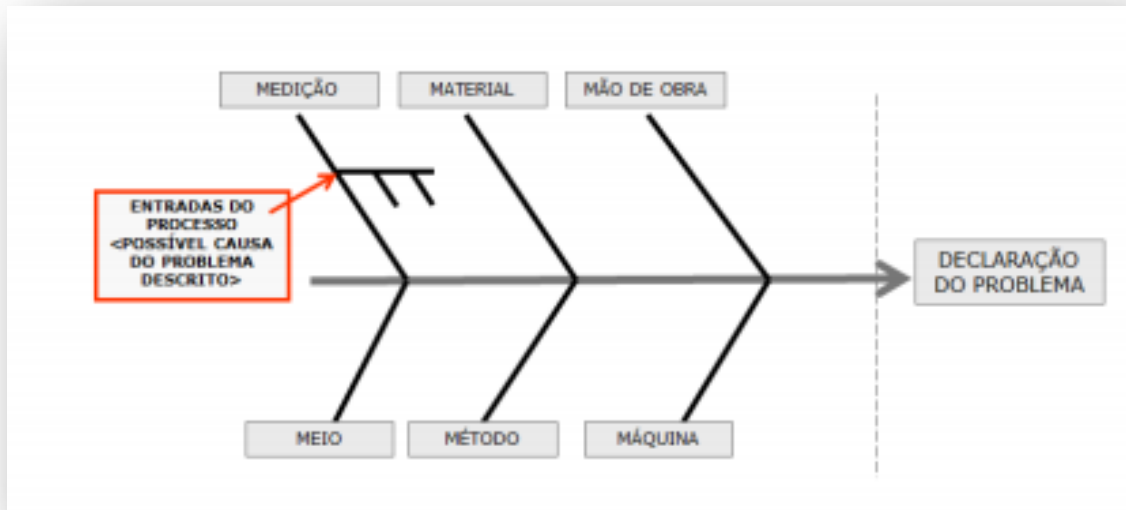 MEDIÇÃO
MATERIAL
MÃO DE OBRA
ENTRADAS DO
PROCESSO
<POSSÍVEL CAUSA
DO PROBLEMA
DESCRITO>
DECLARAÇÃO
DO PROBLEMA
MEIO
MÉTODO
MÁQUINA